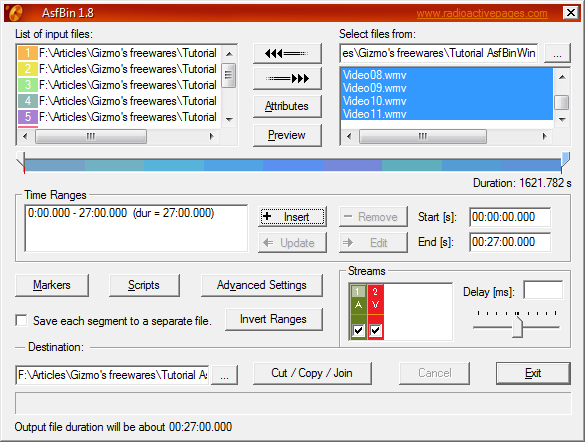 AsfBin 1.8
www.radioactivepages.com
List of input files:
Select files from:
1 F:\Articles\Gizmo's freewares\Tutorial
2 F:\Articles\Gizmo's freewares\Tutorial
3 F:\Articles\Gizmo's freewares\Tutorial
4 F:\Articles\Gizmo's freewares\Tutorial
5 F:\Articles\Gizmo's freewares\Tutorial
Attributes
Preview
es\Gizmo's freewares\Tutorial AsfBinWin
...
Video08.wmv
Video09.wmv
Video10.wmv
Video11.wmv
Duration: 1621.782 s
Time Ranges
0:00.000 - 27:00.000 (dur = 27:00.000)
Insert
Remove
Update
Edit
Start [s]: 00:00:00.000
End [s]: 00:27:00.000
Markers
Scripts
Advanced Settings
Save each segment to a separate file.
Invert Ranges
Streams
1 2
A V
Delay [ms]:
Destination:
F:\Articles\Gizmo's freewares\Tutorial As
...
Cut / Copy / Join
Cancel
Exit
Output file duration will be about 00:27:00.000